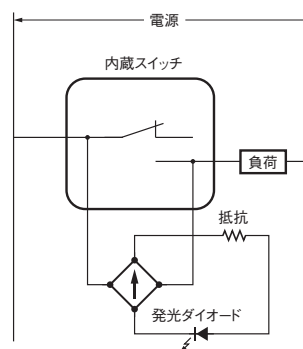 電源
内蔵スイッチ
負荷
抵抗
発光ダイオード